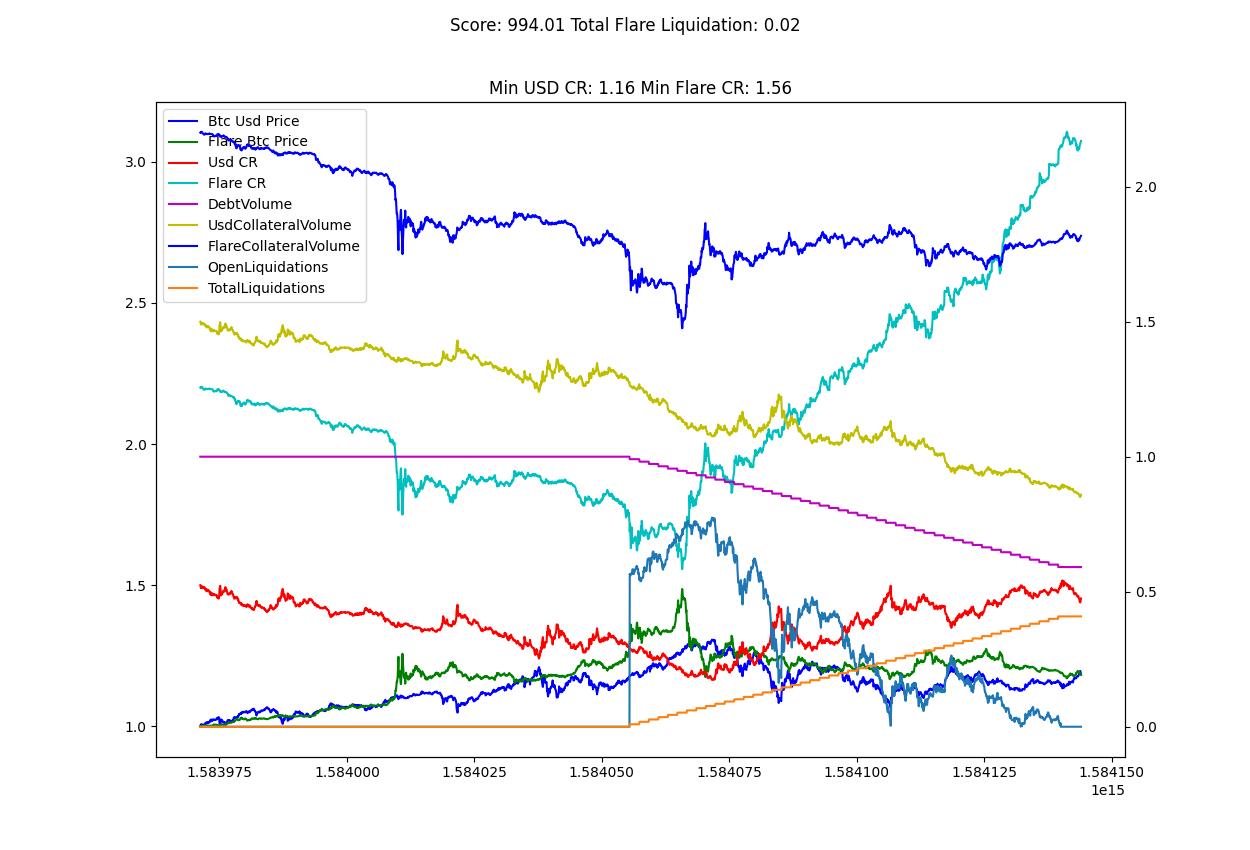 Score: 994.01 Total Flare Liquidation: 0.02
Min USD CR: 1.16 Min Flare CR: 1.56
Btc Usd Price
Flare Btc Price
Usd CR
Flare CR
DebtVolume
UsdCollateralVolume
FlareCollateralVolume
OpenLiquidations
TotalLiquidations
3.0
2.5
2.0
1.5
1.0
2.0
1.5
1.0
0.5
0.0
1.583975 1.584000 1.584025 1.584050 1.584075 1.584100 1.584125 1.584150
1e15